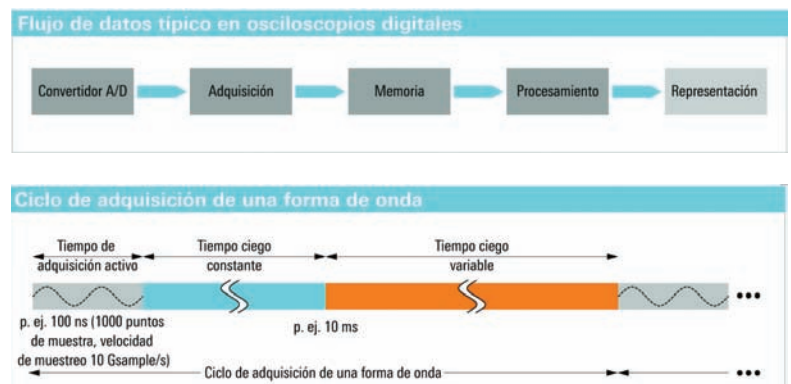 Flujo de datos típico en osciloscopios digitales
Convertidor A/D
Adquisición
Memoria
Procesamiento
Representación
Ciclo de adquisición de una forma de onda
Tiempo de
adquisición activo
Tiempo ciego
constante
Tiempo ciego
variable
p. ej. 100 ns (1000 puntos
de muestra, velocidad
de muestreo 10 Gsample/s)
p. ej. 10 ms
Ciclo de adquisición de una forma de onda